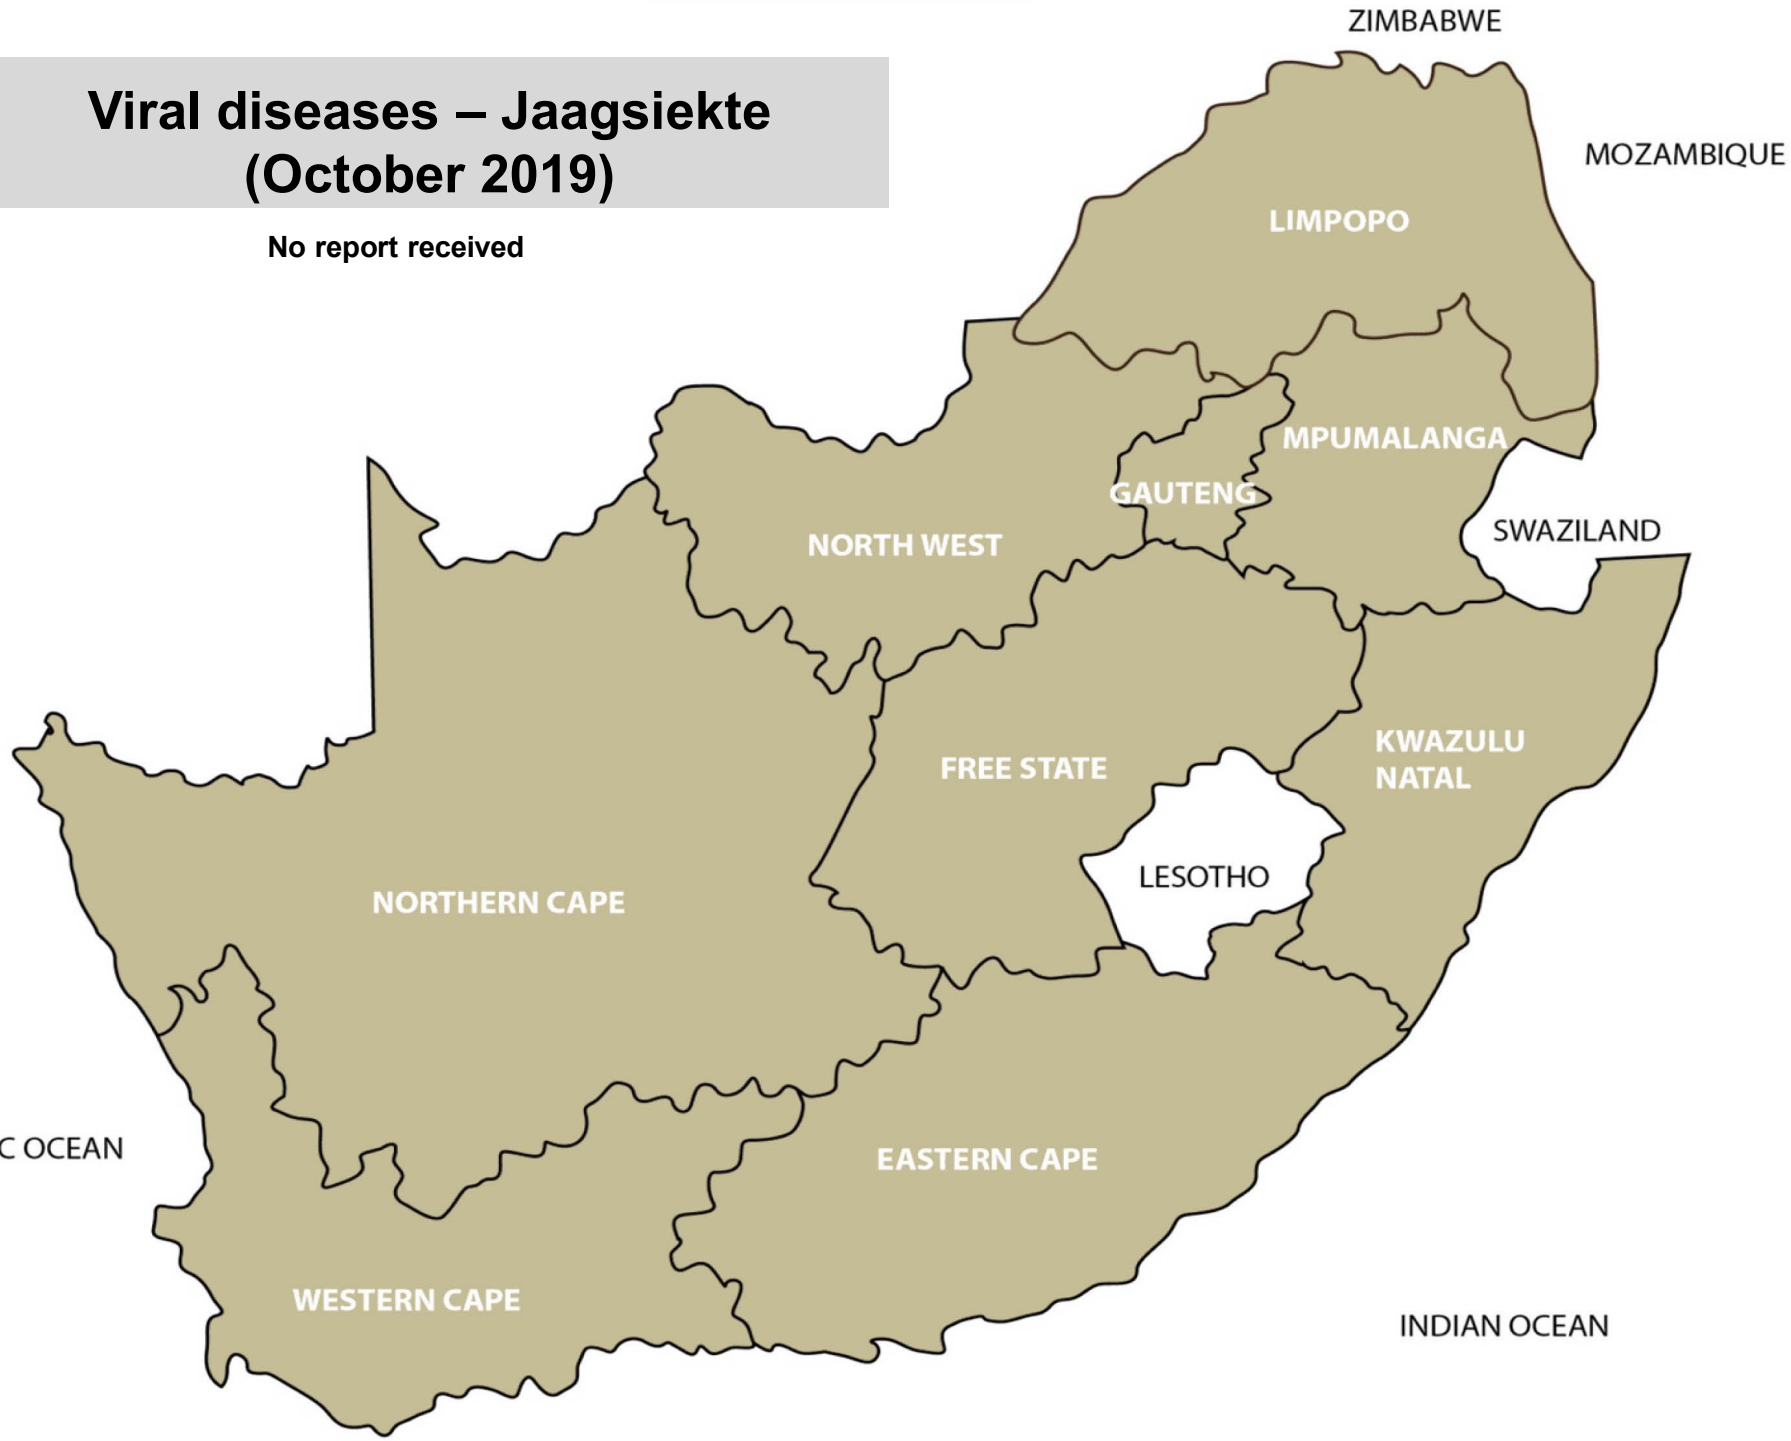 ZIMBABWE
Viral diseases – Jaagsiekte
(October 2019)
MOZAMBIQUE
LIMPOPO
No report received
MPUMALANGA
GAUTENG
SWAZILAND
NORTH WEST
KWAZULU
NATAL
FREE STATE
LESOTHO
NORTHERN CAPE
C OCEAN
EASTERN CAPE
WESTERN CAPE
INDIAN OCEAN